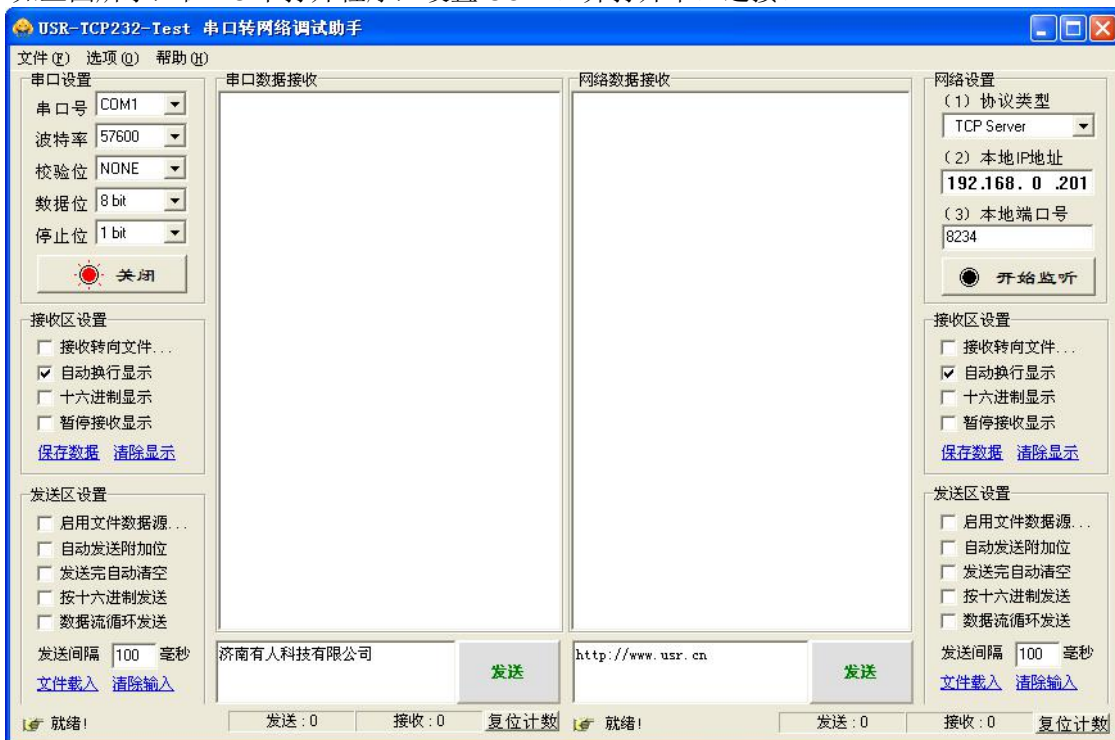 USR-TCP232-Test 串口转网络调试助手
文件(F) 选项(O) 帮助(H)
串口设置
串口号 COM1
波特率 57600
校验位 NONE
数据位 8 bit
停止位 1 bit
关闭
接收区设置
接收转向文件...
自动换行显示
十六进制显示
暂停接收显示
保存数据 清除显示
发送区设置
启用文件数据源...
自动发送附加位
发送完自动清空
按十六进制发送
数据流循环发送
发送间隔 100 毫秒
文件载入 清除输入
就绪!
串口数据接收
济南有人科技有限公司
发送
发送:0 接收:0 复位计数
网络数据接收
http://www.usr.cn
发送
就绪!
发送:0 接收:0 复位计数
网络设置
(1) 协议类型
TCP Server
(2) 本地IP地址
192.168. 0 .201
(3) 本地端口号
8234
开始监听
接收区设置
接收转向文件...
自动换行显示
十六进制显示
暂停接收显示
保存数据 清除显示
发送区设置
启用文件数据源...
自动发送附加位
发送完自动清空
按十六进制发送
数据流循环发送
发送间隔 100 毫秒
文件载入 清除输入